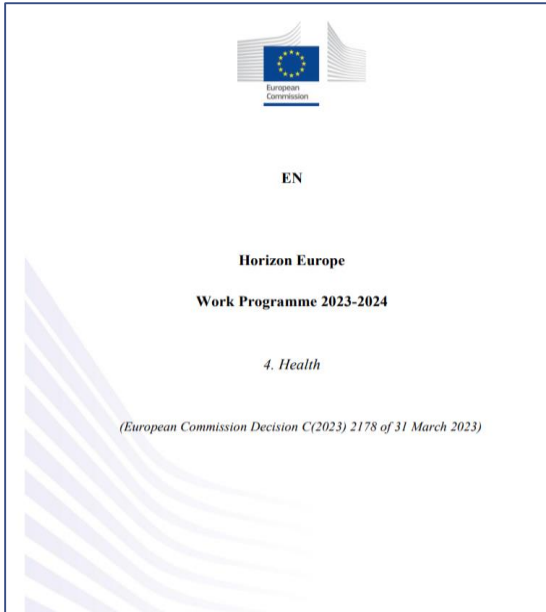 European
Commission
EN
Horizon Europe
Work Programme 2023-2024
4. Health
(European Commission Decision C(2023) 2178 of 31 March 2023)